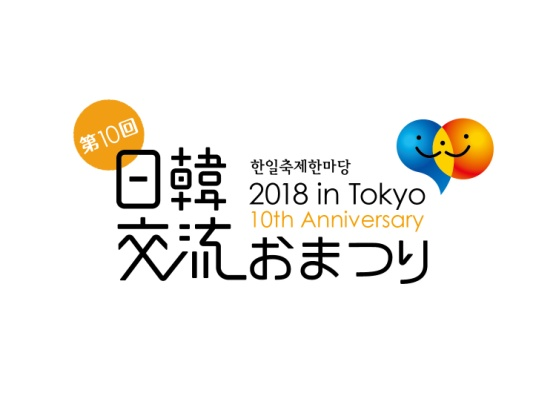 第10回
日韓
한일축제한마당
2018 in Tokyo
10th Anniversary
交流おまつり